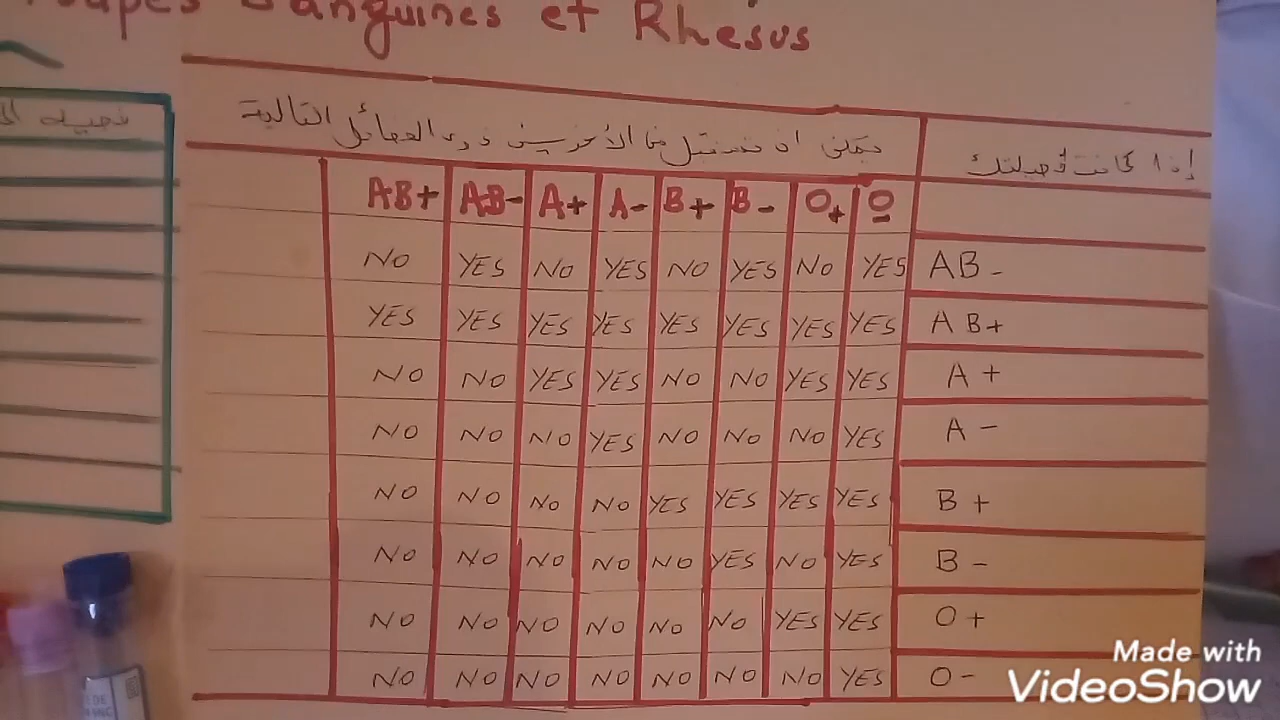 Sanguines et Rhesus
إذا كانت فصيلتك
يمكنك ان تستقبل من الأخرين ذوي الفصائل التالية
AB+ AB- A+ A- B+ B- O+ O-
NO YES NO YES NO YES NO YES AB-
YES YES YES YES YES YES YES YES AB+
NO NO YES YES NO NO YES YES A+
NO NO NO YES NO NO NO YES A-
NO NO NO NO YES YES YES YES B+
NO NO NO NO NO YES NO YES B-
NO NO NO NO NO NO YES YES O+
NO NO NO NO NO NO NO YES O-
Made with
VideoShow